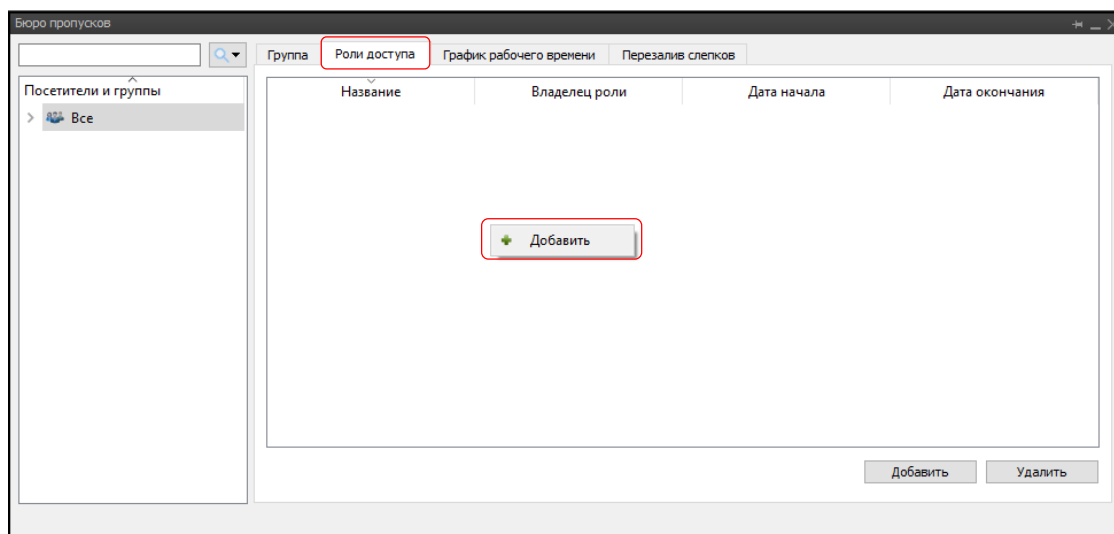 Бюро пропусков
Группа Роли доступа График рабочего времени Перезалив слепков
Посетители и группы
Все
Название Владелец роли Дата начала Дата окончания
Добавить
Добавить Удалить